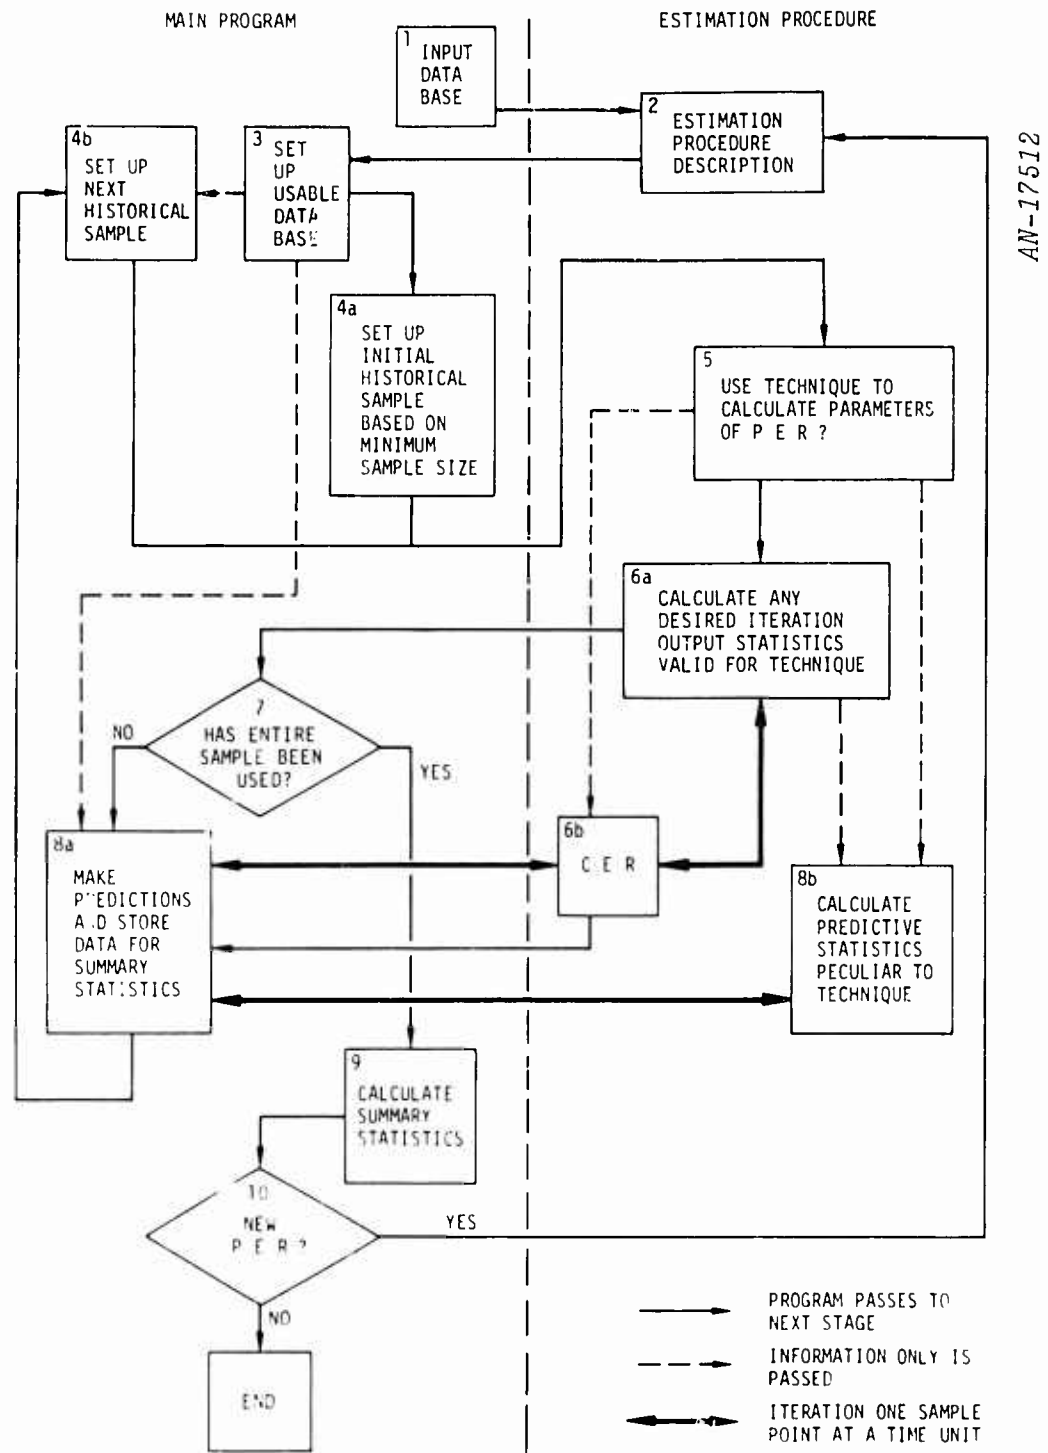 MAIN PROGRAM
ESTIMATION PROCEDURE
1
INPUT
DATA
BASE
2
ESTIMATION
PROCEDURE
DESCRIPTION
AN-17512
4b
SET UP
NEXT
HISTORICAL
SAMPLE
3
SET
UP
USABLE
DATA
BASE
4a
SET UP
INITIAL
HISTORICAL
SAMPLE
BASED ON
MINIMUM
SAMPLE SIZE
5
USE TECHNIQUE TO
CALCULATE PARAMETERS
OF P E R ?
6a
CALCULATE ANY
DESIRED ITERATION
OUTPUT STATISTICS
VALID FOR TECHNIQUE
7
HAS ENTIRE
SAMPLE BEEN
USED?
NO
YES
8a
MAKE
PREDICTIONS
AND STORE
DATA FOR
SUMMARY
STATISTICS
6b
C E R
8b
CALCULATE
PREDICTIVE
STATISTICS
PECULIAR TO
TECHNIQUE
9
CALCULATE
SUMMARY
STATISTICS
10
NEW
P E R ?
YES
NO
END
PROGRAM PASSES TO
NEXT STAGE
INFORMATION ONLY IS
PASSED
ITERATION ONE SAMPLE
POINT AT A TIME UNIT